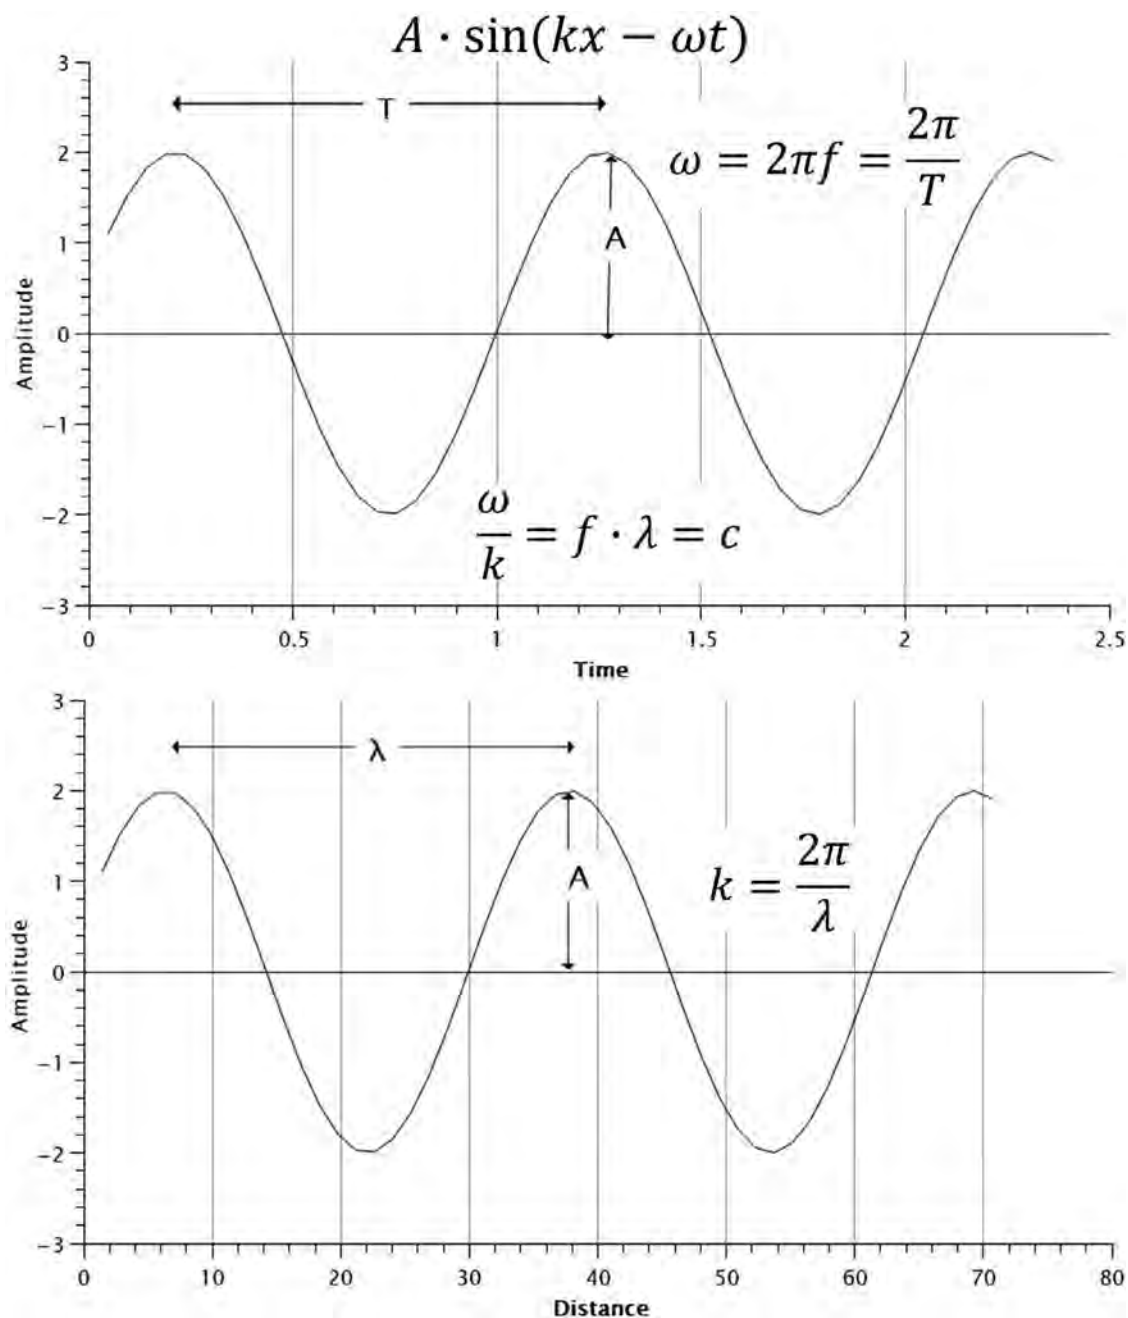 A · sin(kx − ωt)
3
2
1
0
−1
−2
−3
Amplitude
T
ω = 2πf = 2π/T
A
ω/k = f · λ = c
0 0.5 1 1.5 2 2.5
Time
3
2
1
0
−1
−2
−3
Amplitude
λ
A
k = 2π/λ
0 10 20 30 40 50 60 70 80
Distance